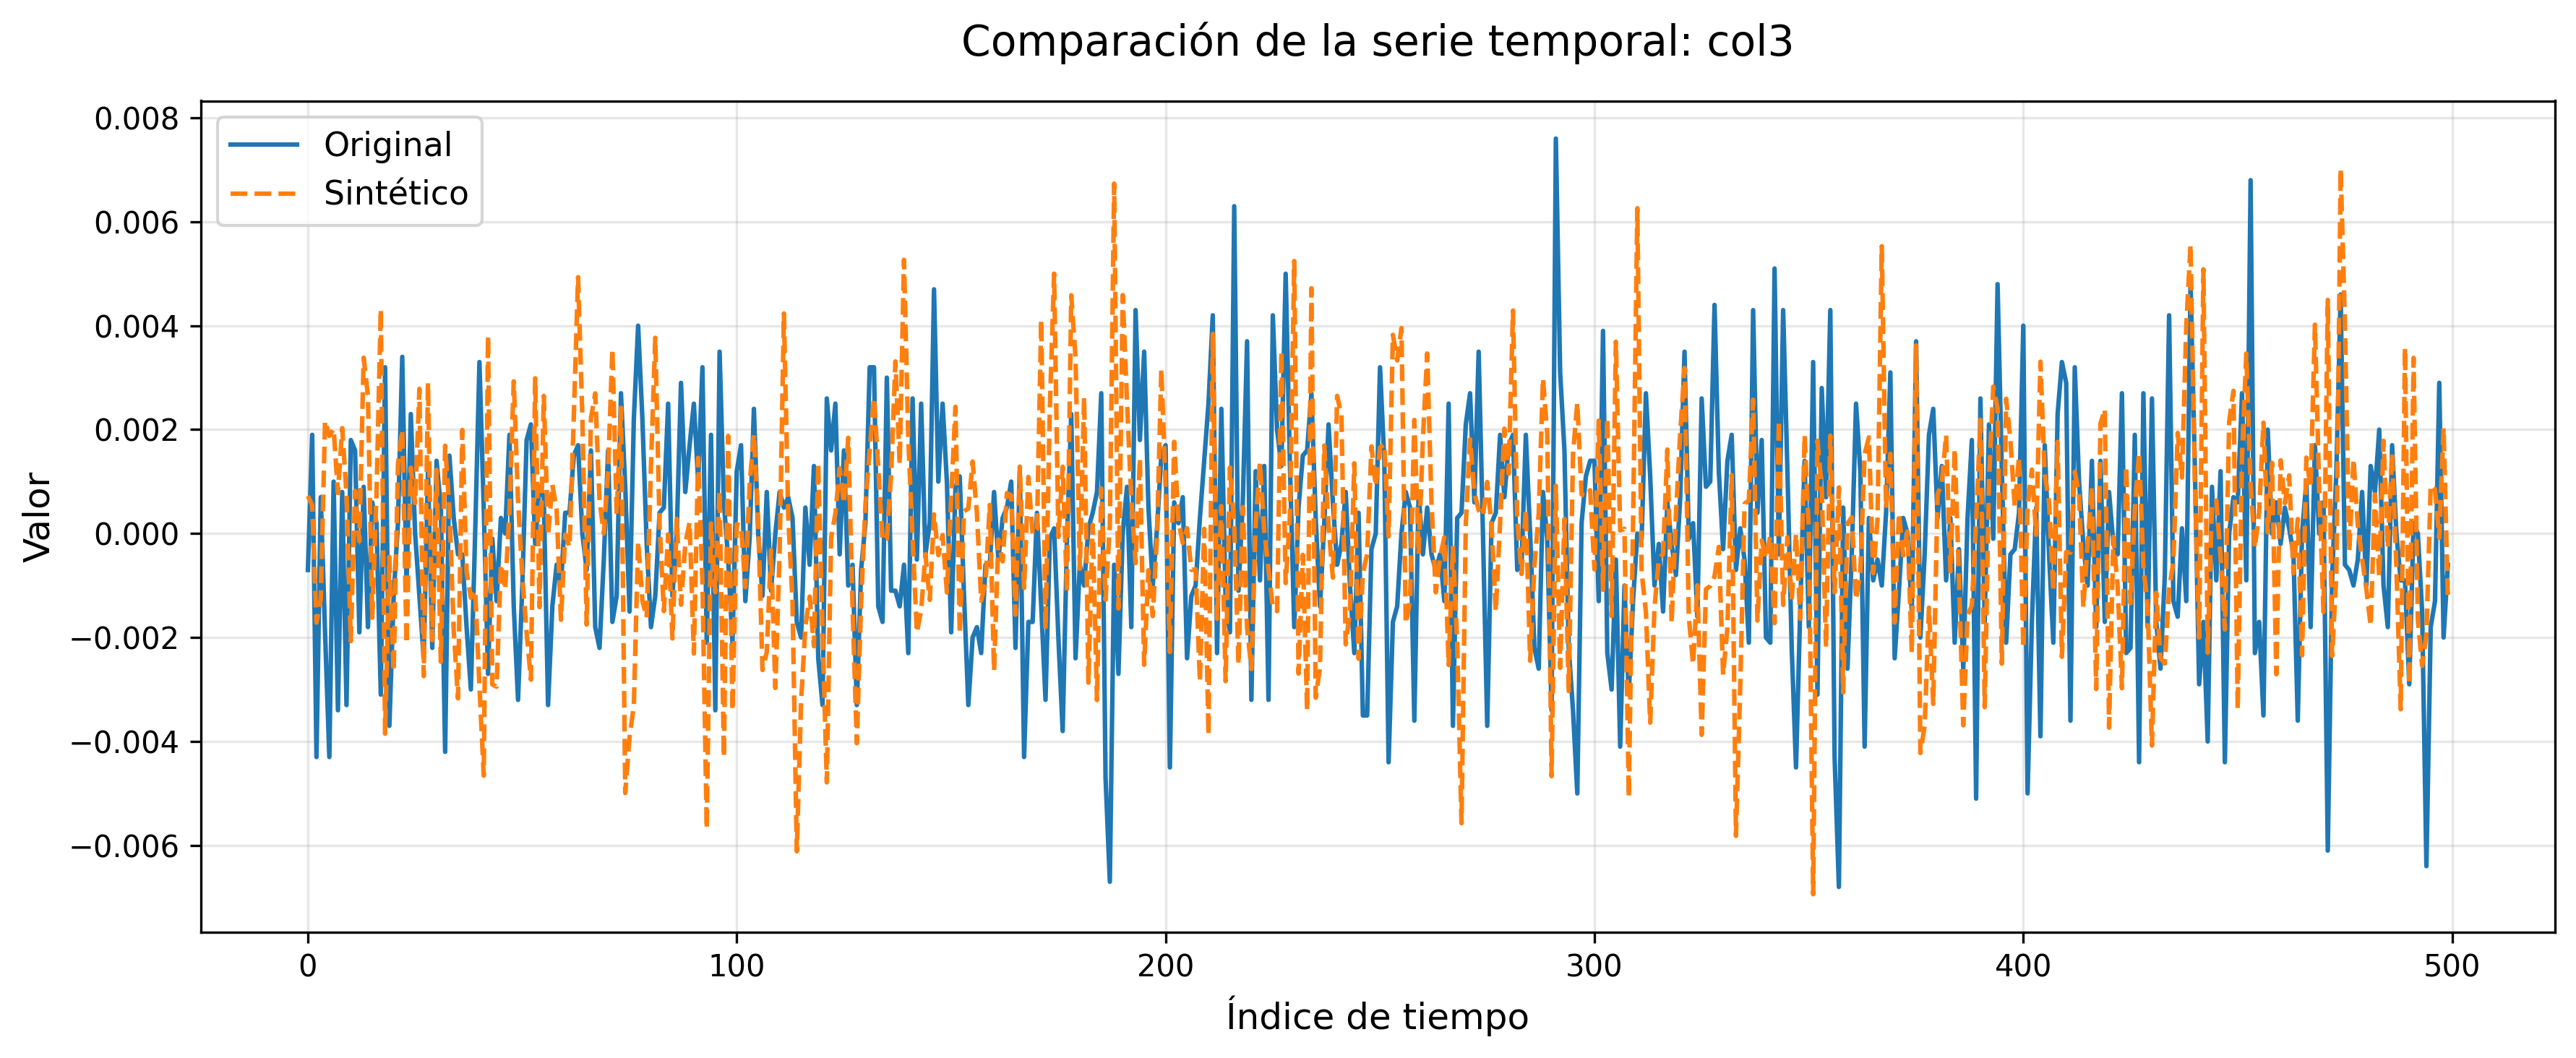 Comparación de la serie temporal: col3
Original
Sintético
0.008
0.006
0.004
0.002
0.000
−0.002
−0.004
−0.006
Valor
0 100 200 300 400 500
Índice de tiempo